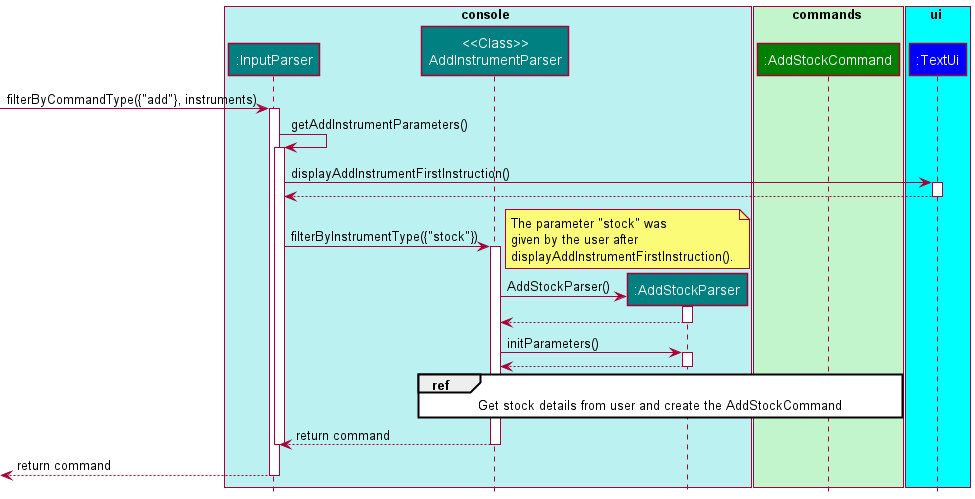 console
commands
ui
:InputParser
<<Class>>
AddInstrumentParser
:AddStockCommand
:TextUi
filterByCommandType({"add"}, instruments)
getAddInstrumentParameters()
displayAddInstrumentFirstInstruction()
The parameter "stock" was
given by the user after
displayAddInstrumentFirstInstruction().
filterByInstrumentType({"stock"})
AddStockParser()
:AddStockParser
initParameters()
ref
Get stock details from user and create the AddStockCommand
return command
return command